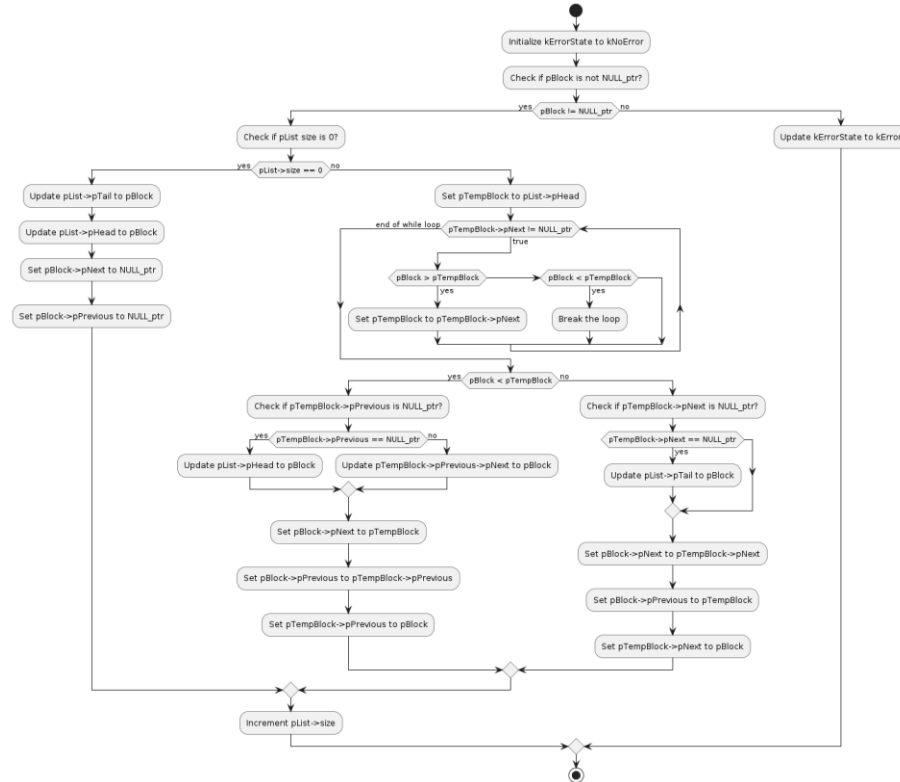 Initialize kErrorState to kNoError
Check if pBlock is not NULL_ptr?
yes
pBlock != NULL_ptr
no
Check if pList size is 0?
Update kErrorState to kError
yes
pList->size == 0
no
Update pList->pTail to pBlock
Update pList->pHead to pBlock
Set pBlock->pNext to NULL_ptr
Set pBlock->pPrevious to NULL_ptr
Set pTempBlock to pList->pHead
end of while loop
pTempBlock->pNext != NULL_ptr
true
pBlock > pTempBlock
yes
Set pTempBlock to pTempBlock->pNext
pBlock < pTempBlock
yes
Break the loop
yes
pBlock < pTempBlock
no
Check if pTempBlock->pPrevious is NULL_ptr?
yes
pTempBlock->pPrevious == NULL_ptr
no
Update pList->pHead to pBlock
Update pTempBlock->pPrevious->pNext to pBlock
Set pBlock->pNext to pTempBlock
Set pBlock->pPrevious to pTempBlock->pPrevious
Set pTempBlock->pPrevious to pBlock
Check if pTempBlock->pNext is NULL_ptr?
pTempBlock->pNext == NULL_ptr
yes
Update pList->pTail to pBlock
Set pBlock->pNext to pTempBlock->pNext
Set pBlock->pPrevious to pTempBlock
Set pTempBlock->pNext to pBlock
Increment pList->size